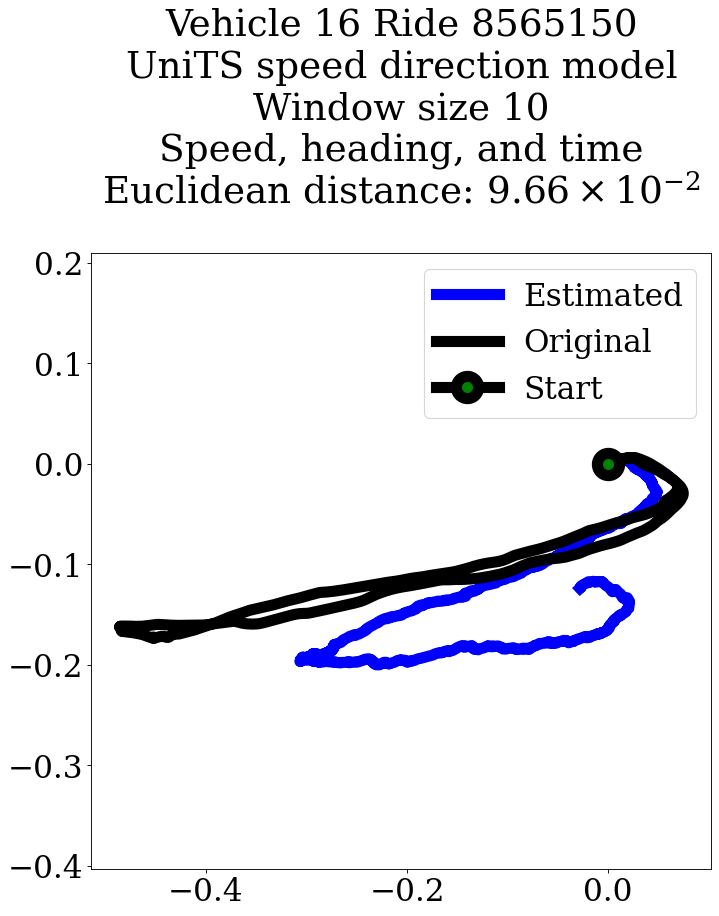 Vehicle 16 Ride 8565150
UniTS speed direction model
Window size 10
Speed, heading, and time
Euclidean distance: 9.66 × 10⁻²
Estimated
Original
Start
0.2
0.1
0.0
−0.1
−0.2
−0.3
−0.4
−0.4
−0.2
0.0